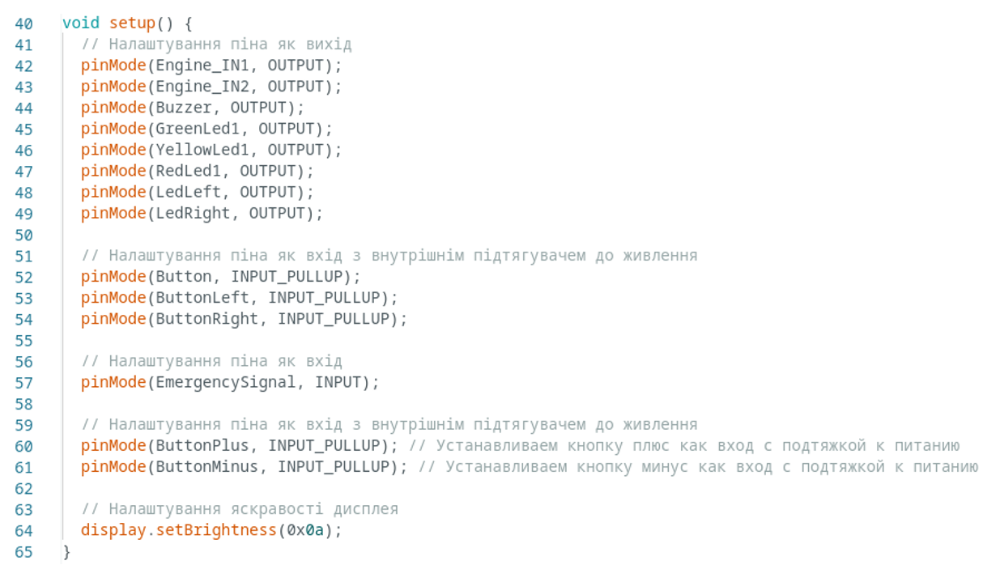 40 void setup() {
41 // Налаштування піна як вихід
42 pinMode(Engine_IN1, OUTPUT);
43 pinMode(Engine_IN2, OUTPUT);
44 pinMode(Buzzer, OUTPUT);
45 pinMode(GreenLed1, OUTPUT);
46 pinMode(YellowLed1, OUTPUT);
47 pinMode(RedLed1, OUTPUT);
48 pinMode(LedLeft, OUTPUT);
49 pinMode(LedRight, OUTPUT);
50
51 // Налаштування піна як вхід з внутрішнім підтягувачем до живлення
52 pinMode(Button, INPUT_PULLUP);
53 pinMode(ButtonLeft, INPUT_PULLUP);
54 pinMode(ButtonRight, INPUT_PULLUP);
55
56 // Налаштування піна як вхід
57 pinMode(EmergencySignal, INPUT);
58
59 // Налаштування піна як вхід з внутрішнім підтягувачем до живлення
60 pinMode(ButtonPlus, INPUT_PULLUP); // Устанавливаем кнопку плюс как вход с подтяжкой к питанию
61 pinMode(ButtonMinus, INPUT_PULLUP); // Устанавливаем кнопку минус как вход с подтяжкой к питанию
62
63 // Налаштування яскравості дисплея
64 display.setBrightness(0x0a);
65 }